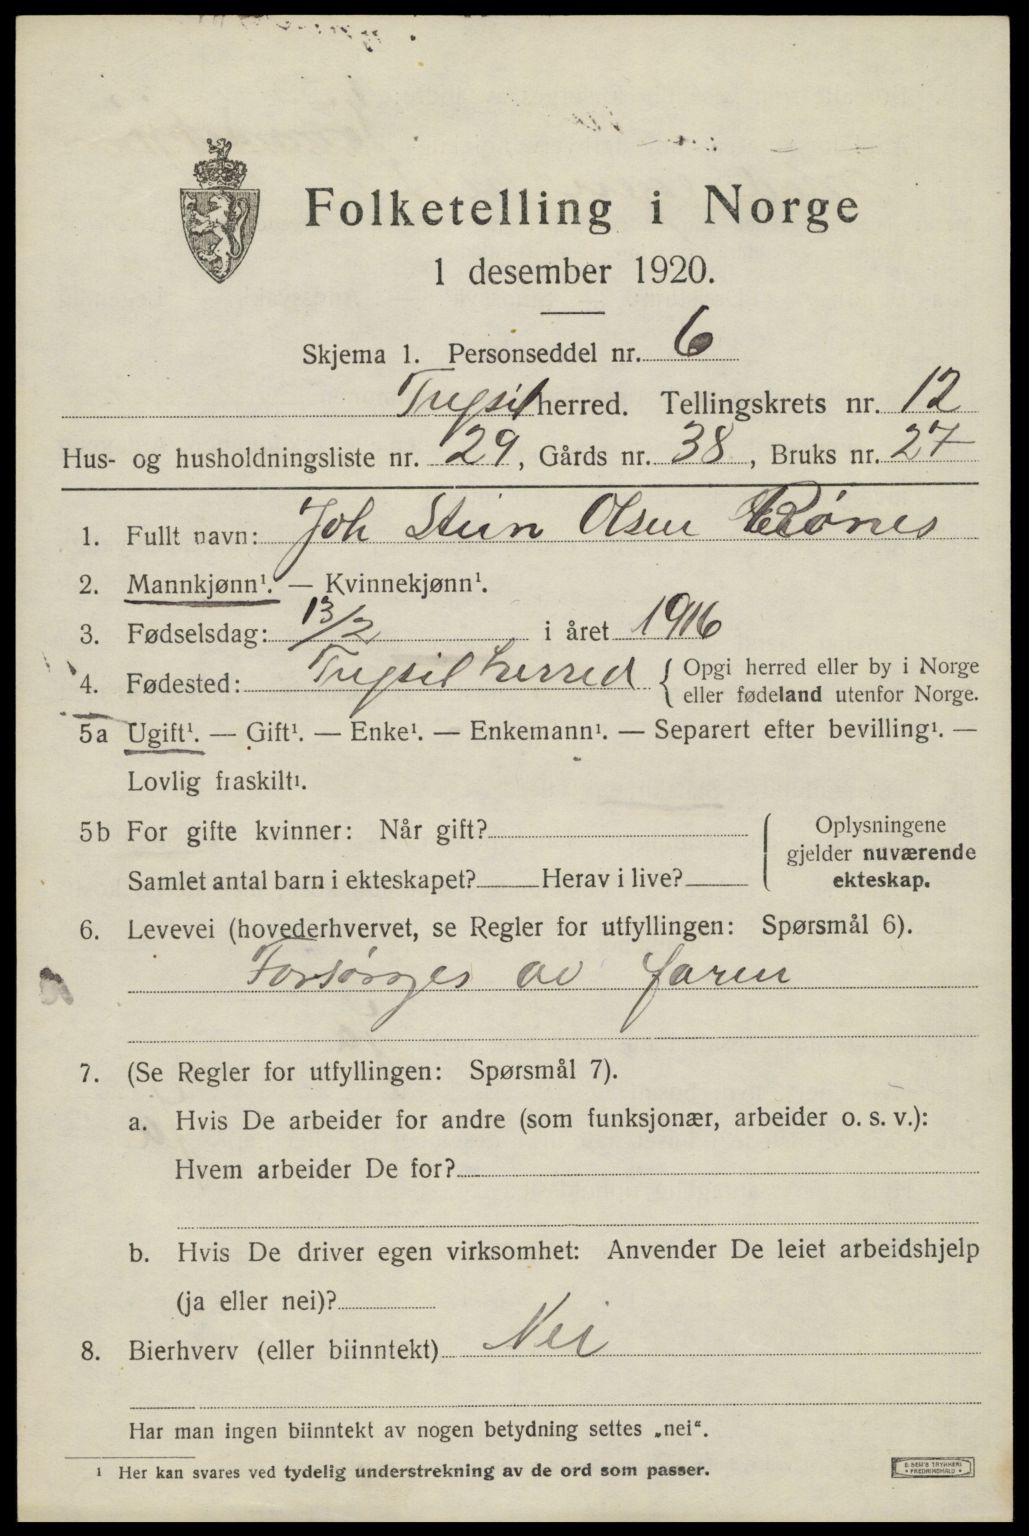 Folketelling i Norge
1 desember 1920.
Skjema 1. Personseddel nr. 6
Trysil herred. Tellingskrets nr. 12
Hus- og husholdningsliste nr. 29, Gårds nr. 38, Bruks nr. 27
1. Fullt navn: Joh Stein Olsen Rønes
2. Mannkjønn¹. — Kvinnekjønn¹.
3. Fødselsdag: 13/2 i året 1916
4. Fødested: Trysil herred { Opgi herred eller by i Norge
eller fødeland utenfor Norge.
5a Ugift¹. — Gift¹. — Enke¹. — Enkemann¹. — Separert efter bevilling¹. —
Lovlig fraskilt¹.
5b For gifte kvinner: Når gift? { Oplysningene
gjelder nuværende
Samlet antal barn i ekteskapet? Herav i live? ekteskap.
6. Levevei (hovederhvervet, se Regler for utfyllingen: Spørsmål 6).
Forsørges av faren
7. (Se Regler for utfyllingen: Spørsmål 7).
a. Hvis De arbeider for andre (som funksjonær, arbeider o. s. v.):
Hvem arbeider De for?
b. Hvis De driver egen virksomhet: Anvender De leiet arbeidshjelp
(ja eller nei)?
8. Bierhverv (eller biinntekt) Nei
Har man ingen biinntekt av nogen betydning settes „nei“.
¹ Her kan svares ved tydelig understrekning av de ord som passer.
E. SEM'S TRYKKERI
FREDRIKSHALD